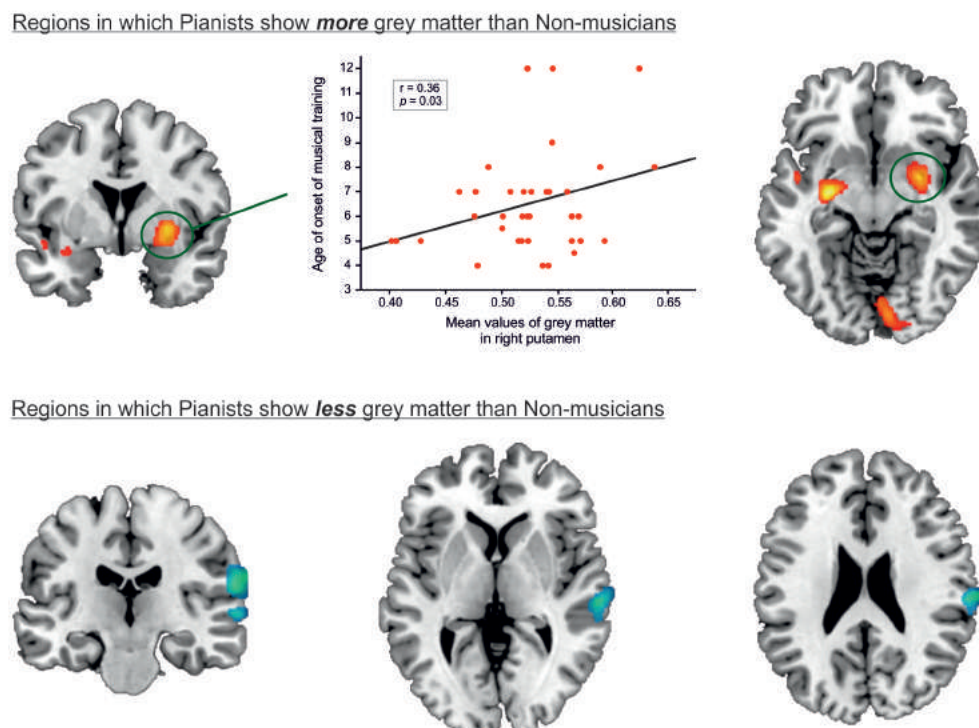 Regions in which Pianists show more grey matter than Non-musicians
r = 0.36
p = 0.03
Age of onset of musical training
12
11
10
9
8
7
6
5
4
3
0.40
0.45
0.50
0.55
0.60
0.65
Mean values of grey matter
in right putamen
Regions in which Pianists show less grey matter than Non-musicians